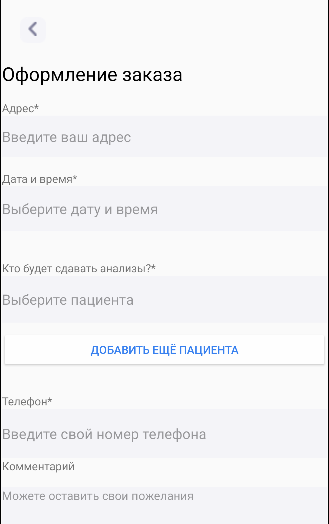 Оформление заказа
Адрес*
Введите ваш адрес
Дата и время*
Выберите дату и время
Кто будет сдавать анализы?*
Выберите пациента
ДОБАВИТЬ ЕЩЁ ПАЦИЕНТА
Телефон*
Введите свой номер телефона
Комментарий
Можете оставить свои пожелания